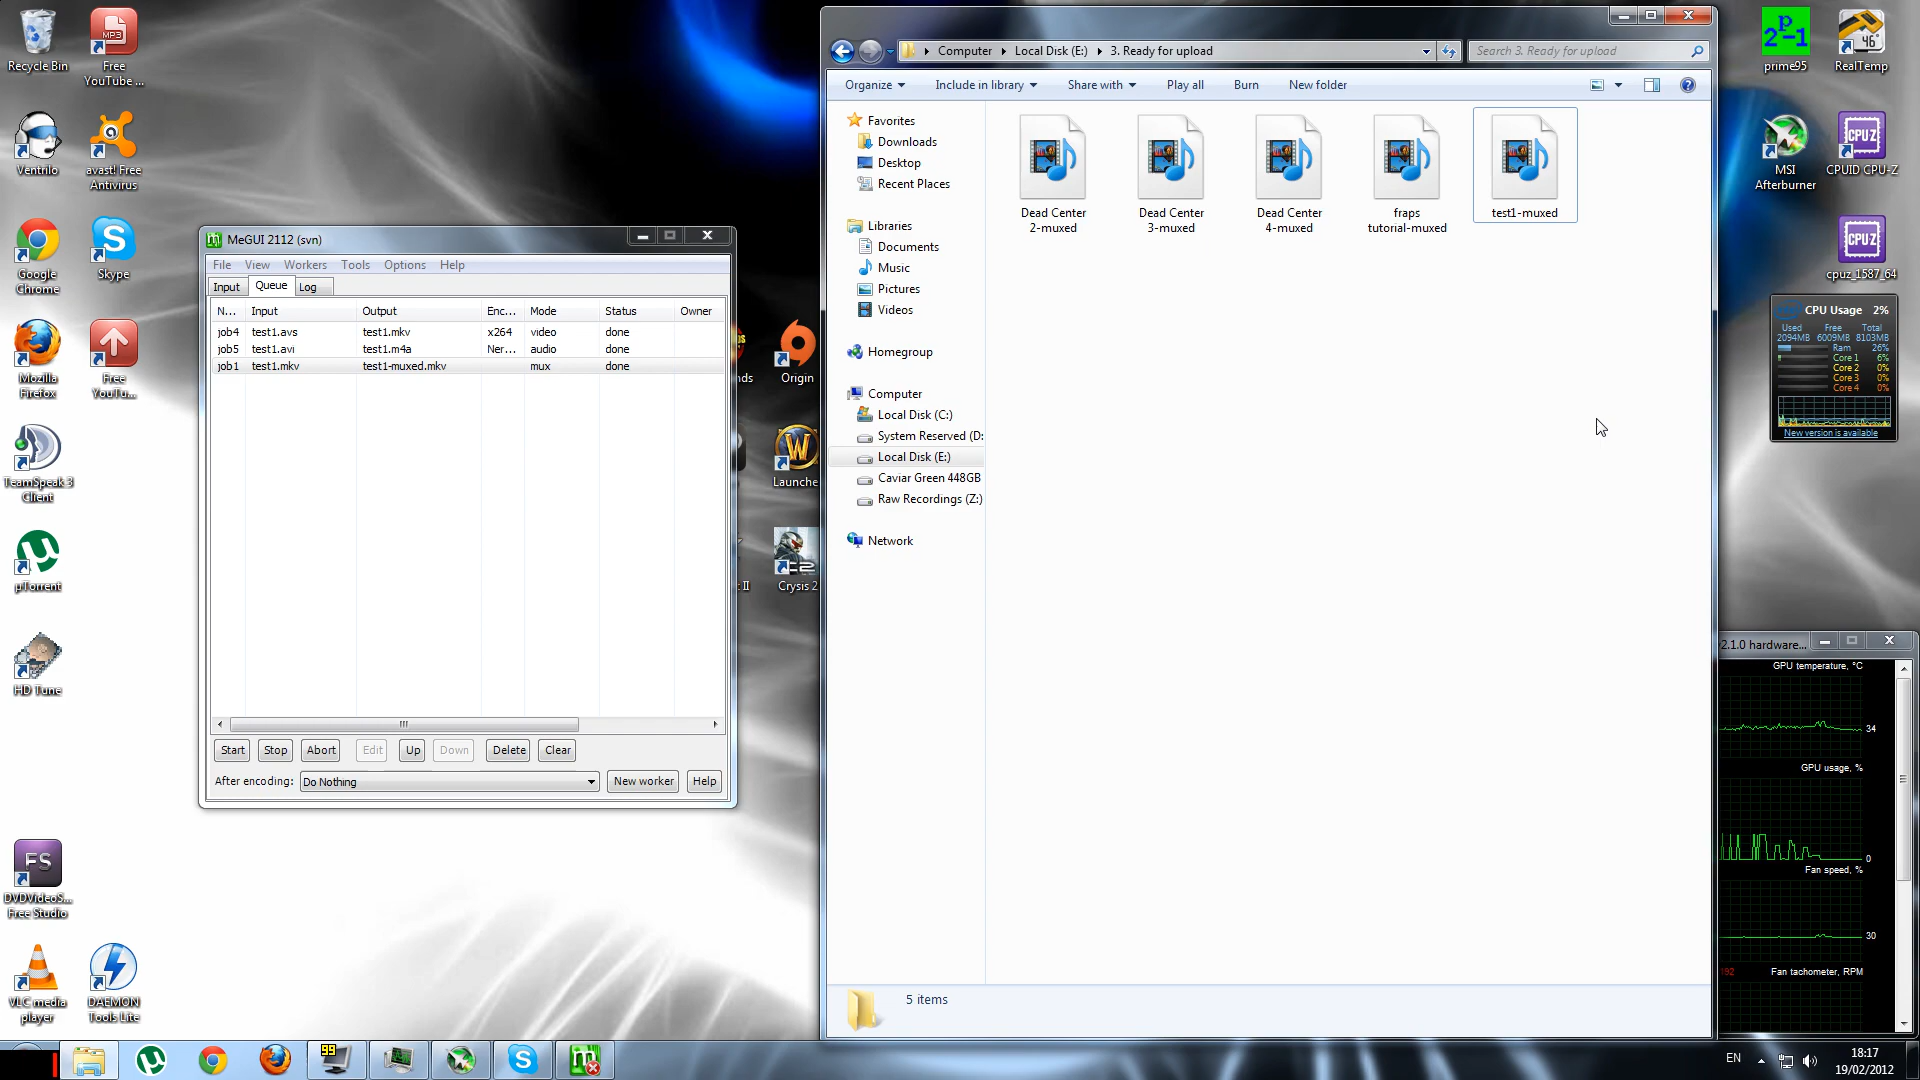 Recycle Bin
MP3
Free
YouTube ...
Ventrilo
avast! Free
Antivirus
Google
Chrome
Skype
Mozilla
Firefox
Free
YouTu...
TeamSpeak 3
Client
µTorrent
HD Tune
FS
DVDVideoS...
Free Studio
VLC media
player
DAEMON
Tools Lite
MeGUI 2112 (svn)
File View Workers Tools Options Help
Input Queue Log
N... Input Output Enc... Mode Status Owner
job4 test1.avs test1.mkv x264 video done
job5 test1.avi test1.m4a Ner... audio done
job1 test1.mkv test1-muxed.mkv mux done
Start Stop Abort Edit Up Down Delete Clear
After encoding: Do Nothing New worker Help
nds
Origin
Launche
II
Crysis 2
Computer Local Disk (E:) 3. Ready for upload
Search 3. Ready for upload
Organize Include in library Share with Play all Burn New folder
Favorites
Downloads
Desktop
Recent Places
Libraries
Documents
Music
Pictures
Videos
Homegroup
Computer
Local Disk (C:)
System Reserved (D:
Local Disk (E:)
Caviar Green 448GB
Raw Recordings (Z:)
Network
Dead Center
2-muxed
Dead Center
3-muxed
Dead Center
4-muxed
fraps
tutorial-muxed
test1-muxed
5 items
prime95
46°
RealTemp
MSI
Afterburner
CPU-Z
CPUID CPU-Z
CPU-Z
cpuz_1587_64
CPU Usage 2%
Used Free Total
2094MB 6009MB 8103MB
Ram 26%
Core 1 6%
Core 2 0%
Core 3 0%
Core 4 0%
New version is available
v2.1.0 hardware...
GPU temperature, °C
34
GPU usage, %
0
Fan speed, %
30
Fan tachometer, RPM
99
EN
18:17
19/02/2012